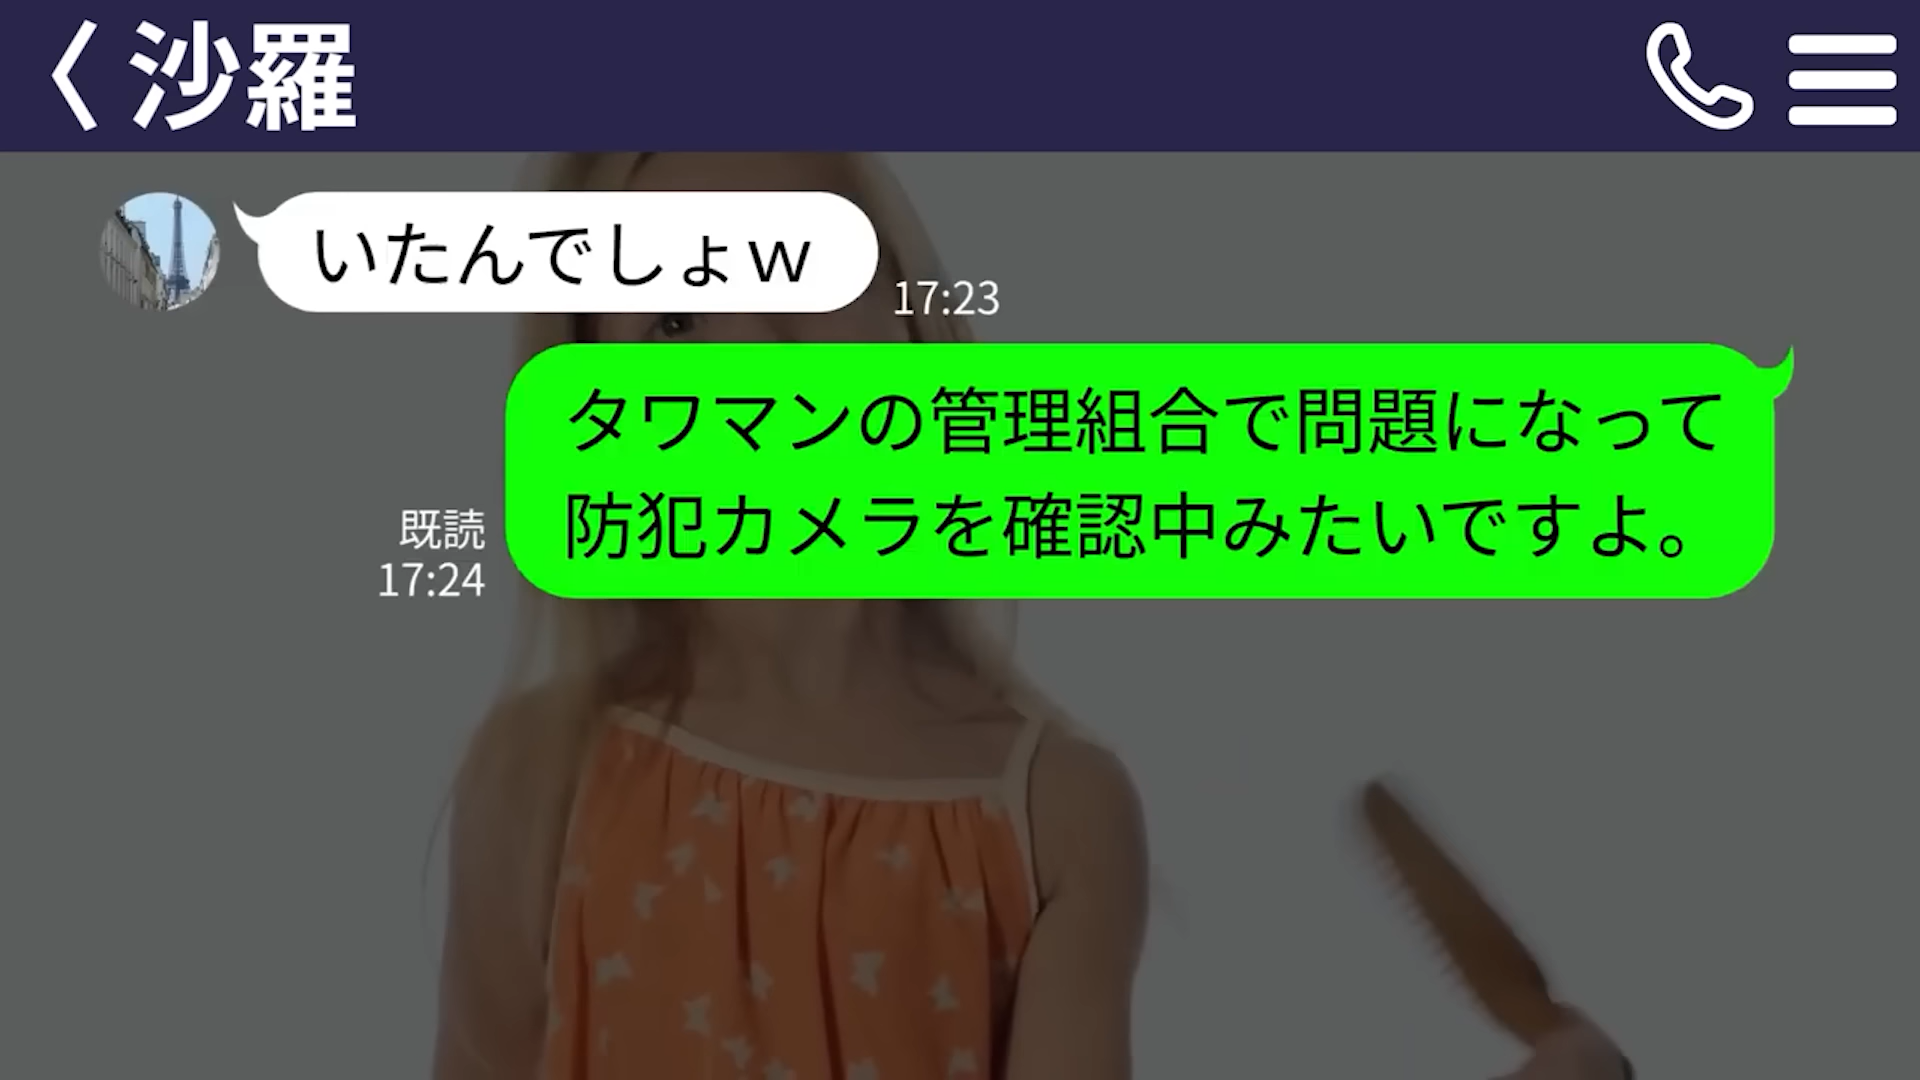 沙羅
いたんでしょｗ
17:23
タワマンの管理組合で問題になって
防犯カメラを確認中みたいですよ。
既読
17:24